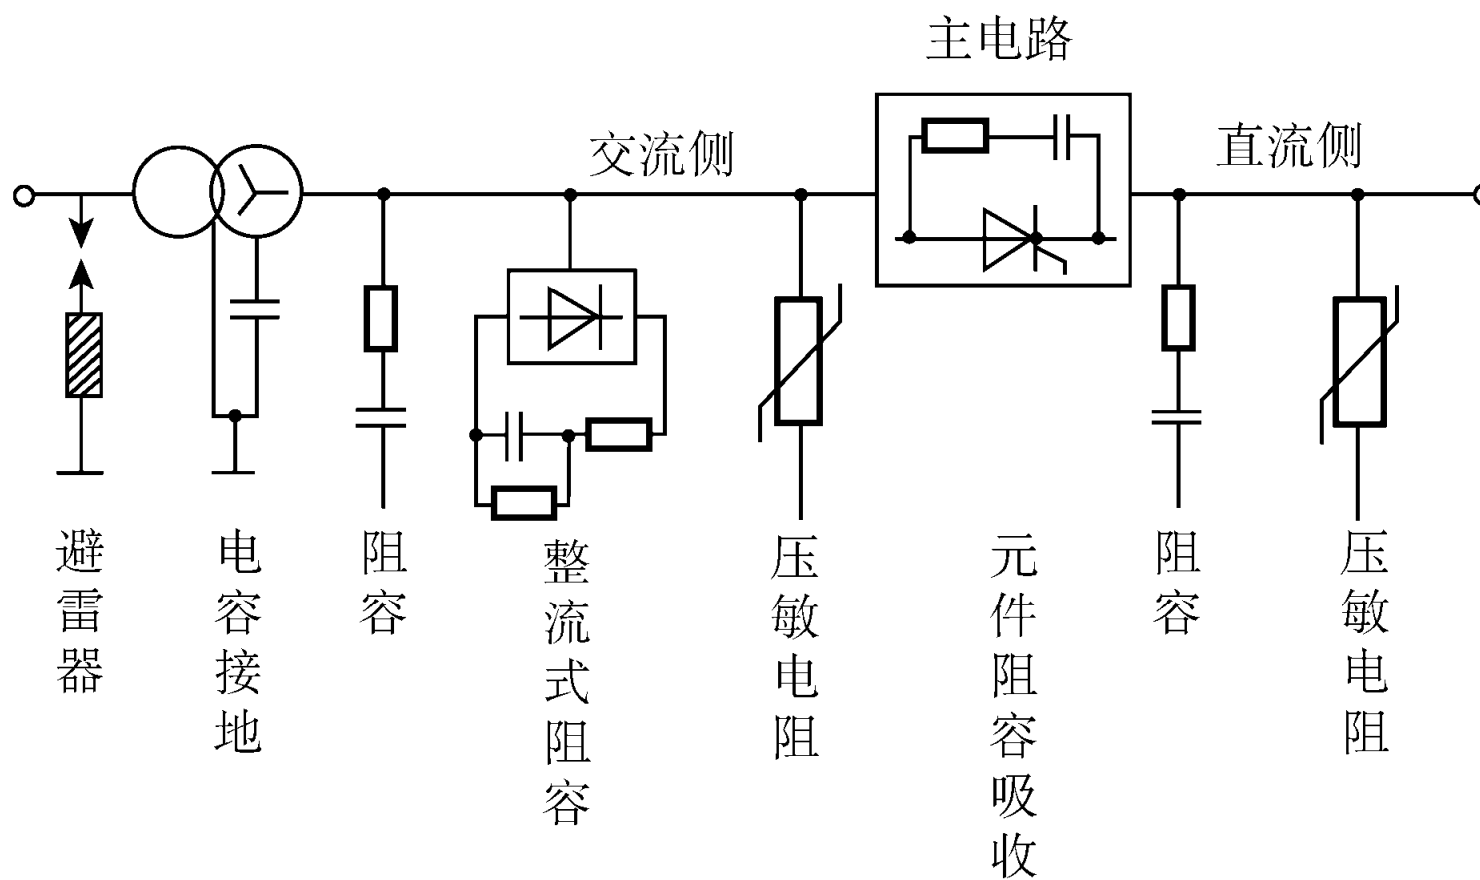 主电路
交流侧
直流侧
避雷器
电容接地
阻容
整流式阻容
压敏电阻
元件阻容吸收
阻容
压敏电阻